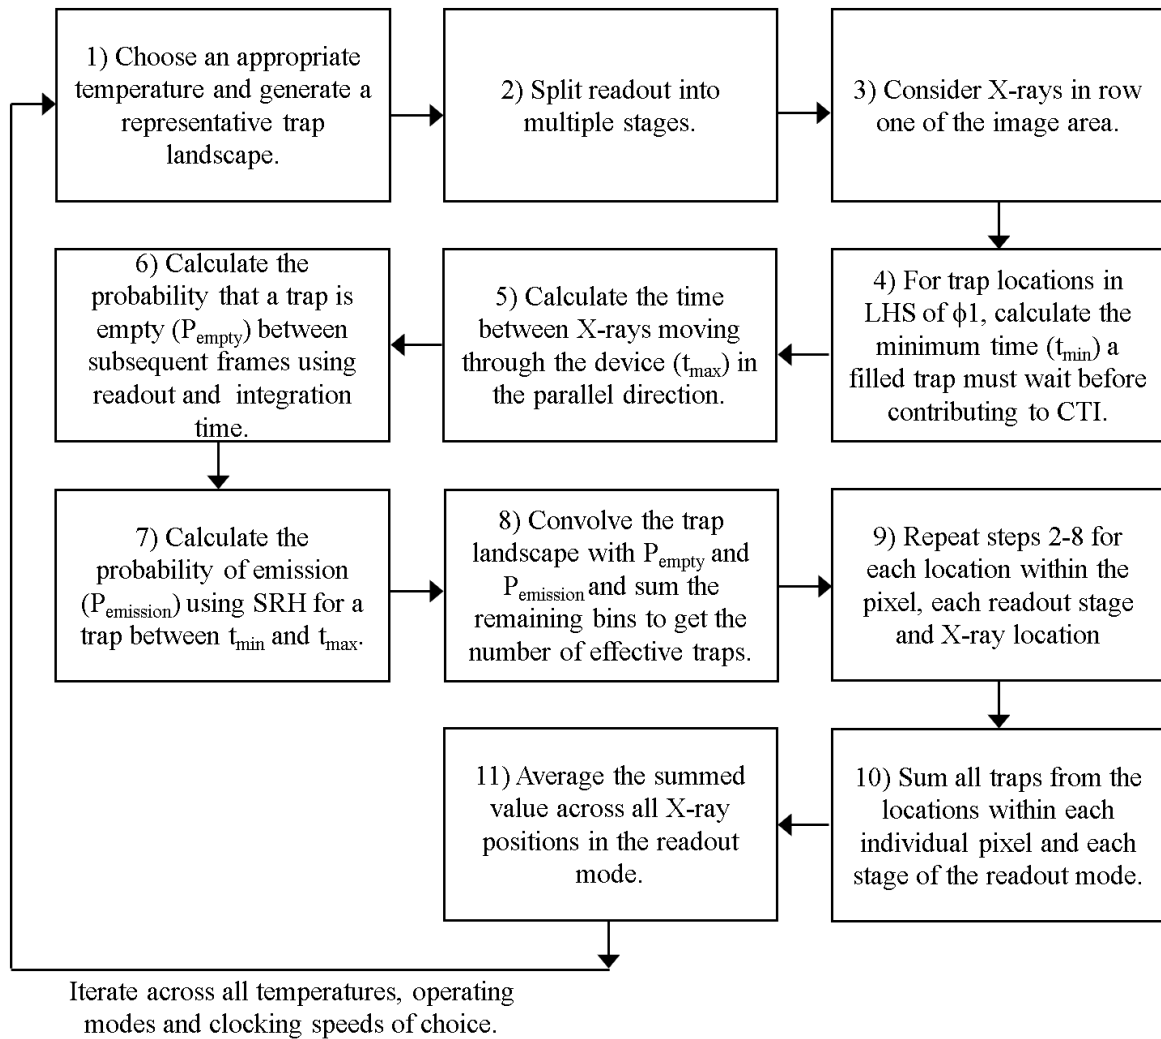 1) Choose an appropriate
temperature and generate a
representative trap
landscape.
2) Split readout into
multiple stages.
3) Consider X-rays in row
one of the image area.
4) For trap locations in
LHS of ϕ1, calculate the
minimum time (t_min) a
filled trap must wait before
contributing to CTI.
5) Calculate the time
between X-rays moving
through the device (t_max) in
the parallel direction.
6) Calculate the
probability that a trap is
empty (P_empty) between
subsequent frames using
readout and integration
time.
7) Calculate the
probability of emission
(P_emission) using SRH for a
trap between t_min and t_max.
8) Convolve the trap
landscape with P_empty and
P_emission and sum the
remaining bins to get the
number of effective traps.
9) Repeat steps 2-8 for
each location within the
pixel, each readout stage
and X-ray location
10) Sum all traps from the
locations within each
individual pixel and each
stage of the readout mode.
11) Average the summed
value across all X-ray
positions in the readout
mode.
Iterate across all temperatures, operating
modes and clocking speeds of choice.